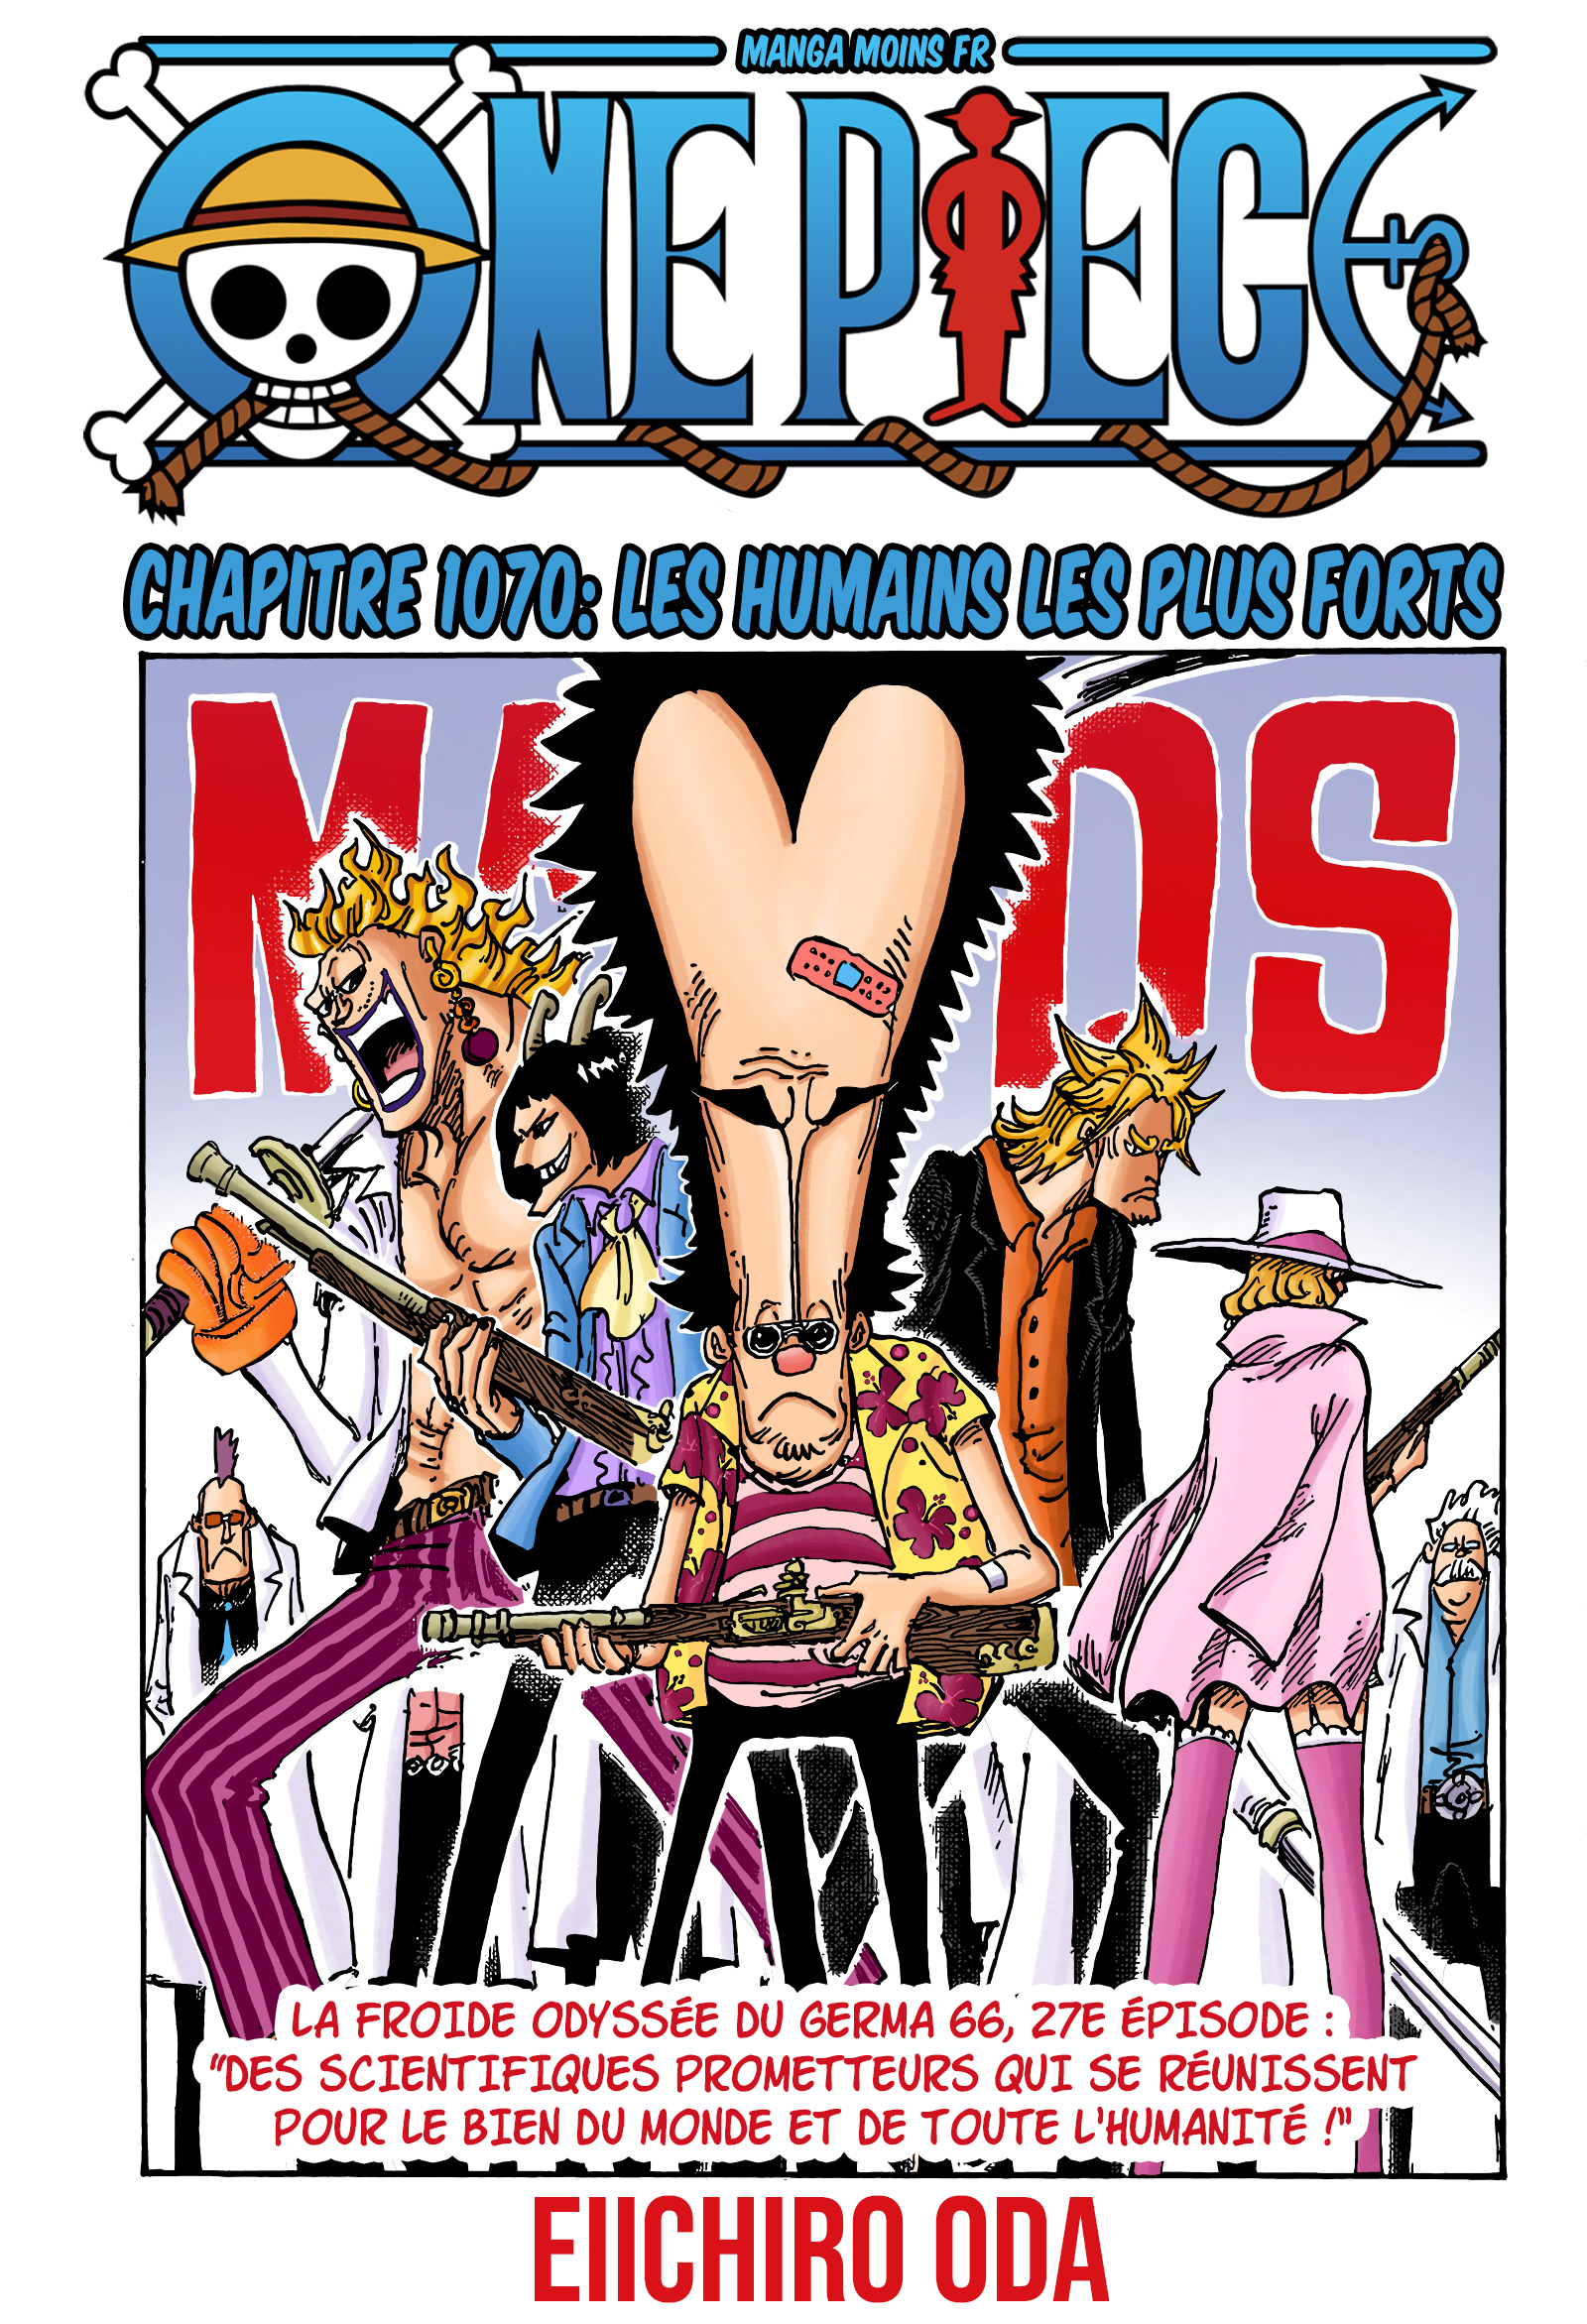 MANGA MOINS FR
ONE PIECE
CHAPITRE 1070: LES HUMAINS LES PLUS FORTS
LA FROIDE ODYSSÉE DU GERMA 66, 27E ÉPISODE :
"DES SCIENTIFIQUES PROMETTEURS QUI SE RÉUNISSENT
POUR LE BIEN DU MONDE ET DE TOUTE L'HUMANITÉ !"
EIICHIRO ODA